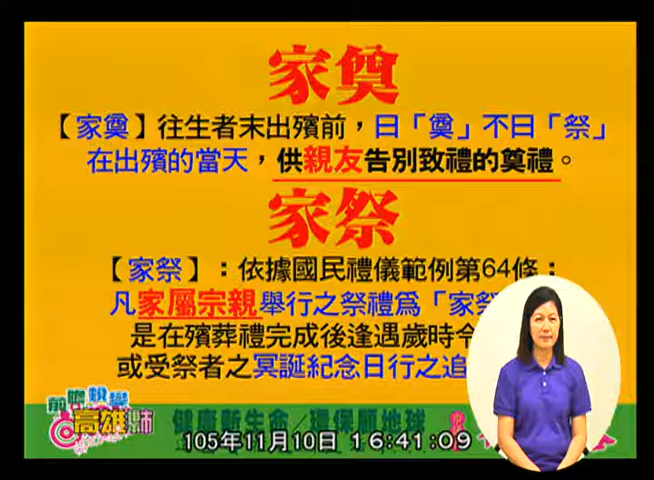 家奠
【家奠】往生者末出殯前，曰「奠」不曰「祭」
在出殯的當天，供親友告別致禮的奠禮。
家祭
【家祭】：依據國民禮儀範例第64條：
凡家屬宗親舉行之祭禮為「家祭
是在殯葬禮完成後逢遇歲時令
或受祭者之冥誕紀念日行之追
高雄
健康新生命／環保顧地球
105年11月10日 16:41:09